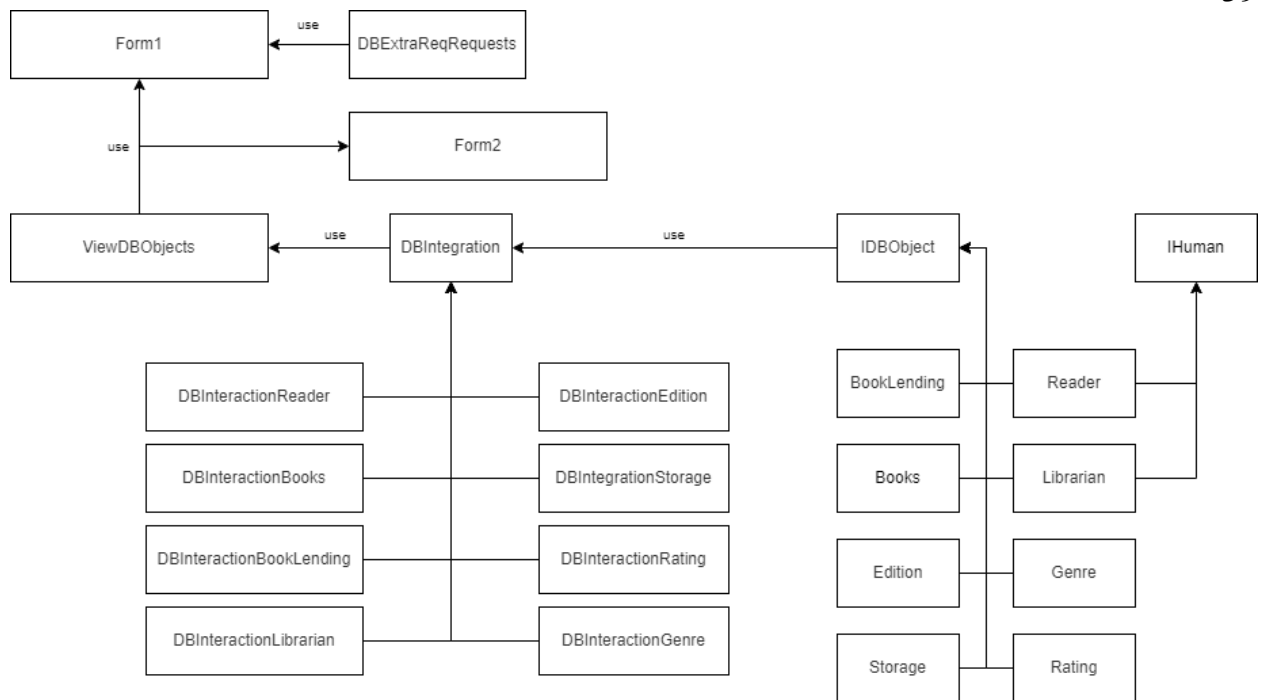 Form1
use
DBExtraReqRequests
use
Form2
ViewDBObjects
use
DBIntegration
use
IDBObject
IHuman
DBInteractionReader
DBInteractionEdition
BookLending
Reader
DBInteractionBooks
DBIntegrationStorage
Books
Librarian
DBInteractionBookLending
DBInteractionRating
Edition
Genre
DBInteractionLibrarian
DBInteractionGenre
Storage
Rating